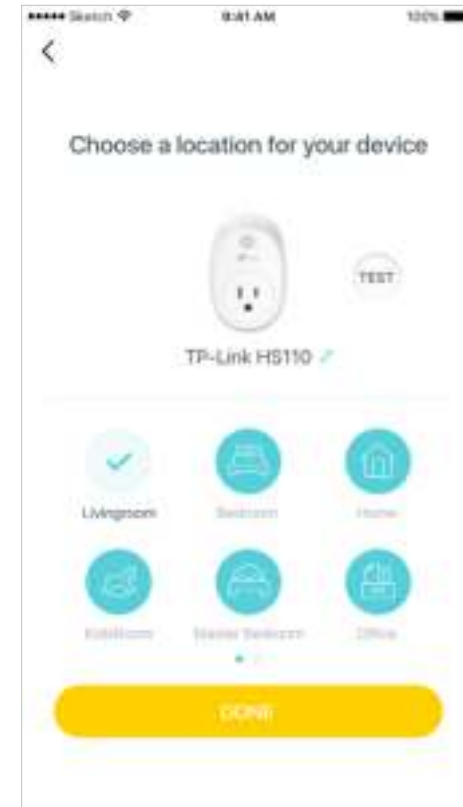 Sketch 9:41 AM 100%
Choose a location for your device
TEST
TP-Link HS110
Livingroom Bedroom Home
KidsRoom Master Bedroom Office
DONE